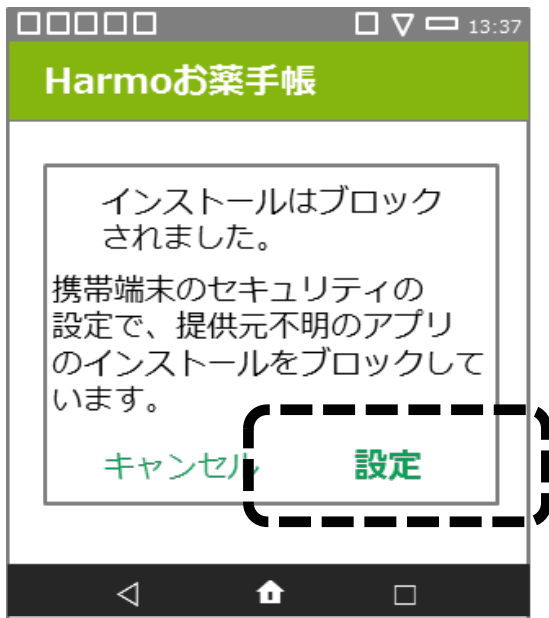 13:37
Harmoお薬手帳
インストールはブロック
されました。
携帯端末のセキュリティの
設定で、提供元不明のアプリ
のインストールをブロックして
います。
キャンセル 設定